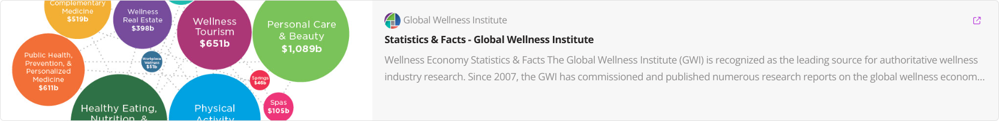 Complementary
Medicine
$519b
Wellness
Real Estate
$398b
Wellness
Tourism
$651b
Personal Care
& Beauty
$1,089b
Public Health,
Prevention, &
Personalized
Medicine
$611b
Workplace
Wellness
$51b
Springs
$46b
Spas
$105b
Healthy Eating,
Nutrition, &
Physical
Activity
Global Wellness Institute
Statistics & Facts - Global Wellness Institute
Wellness Economy Statistics & Facts The Global Wellness Institute (GWI) is recognized as the leading source for authoritative wellness
industry research. Since 2007, the GWI has commissioned and published numerous research reports on the global wellness econom...